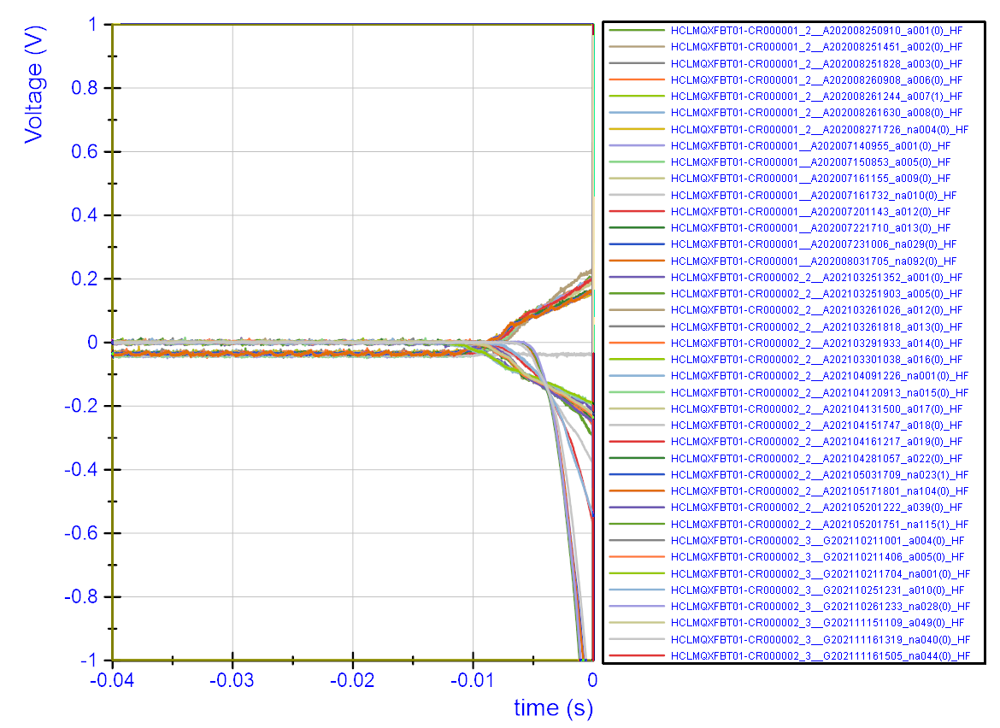 Voltage (V)
1
0.8
0.6
0.4
0.2
0
-0.2
-0.4
-0.6
-0.8
-1
-0.04
-0.03
-0.02
-0.01
0
time (s)
HCLMQXFBT01-CR000001_2__A202008250910_a001(0)_HF
HCLMQXFBT01-CR000001_2__A202008251451_a002(0)_HF
HCLMQXFBT01-CR000001_2__A202008251828_a003(0)_HF
HCLMQXFBT01-CR000001_2__A202008260908_a006(0)_HF
HCLMQXFBT01-CR000001_2__A202008261244_a007(1)_HF
HCLMQXFBT01-CR000001_2__A202008261630_a008(0)_HF
HCLMQXFBT01-CR000001_2__A202008271726_na004(0)_HF
HCLMQXFBT01-CR000001__A202007140955_a001(0)_HF
HCLMQXFBT01-CR000001__A202007150853_a005(0)_HF
HCLMQXFBT01-CR000001__A202007161155_a009(0)_HF
HCLMQXFBT01-CR000001__A202007161732_na010(0)_HF
HCLMQXFBT01-CR000001__A202007201143_a012(0)_HF
HCLMQXFBT01-CR000001__A202007221710_a013(0)_HF
HCLMQXFBT01-CR000001__A202007231006_na029(0)_HF
HCLMQXFBT01-CR000001__A202008031705_na092(0)_HF
HCLMQXFBT01-CR000002_2__A202103251352_a001(0)_HF
HCLMQXFBT01-CR000002_2__A202103251903_a005(0)_HF
HCLMQXFBT01-CR000002_2__A202103261026_a012(0)_HF
HCLMQXFBT01-CR000002_2__A202103281818_a013(0)_HF
HCLMQXFBT01-CR000002_2__A202103291933_a014(0)_HF
HCLMQXFBT01-CR000002_2__A202103301038_a016(0)_HF
HCLMQXFBT01-CR000002_2__A202104091226_na001(0)_HF
HCLMQXFBT01-CR000002_2__A202104120913_na015(0)_HF
HCLMQXFBT01-CR000002_2__A202104131500_a017(0)_HF
HCLMQXFBT01-CR000002_2__A202104151747_a018(0)_HF
HCLMQXFBT01-CR000002_2__A202104161217_a019(0)_HF
HCLMQXFBT01-CR000002_2__A202104281057_a022(0)_HF
HCLMQXFBT01-CR000002_2__A202105031709_na023(1)_HF
HCLMQXFBT01-CR000002_2__A202105171801_na104(0)_HF
HCLMQXFBT01-CR000002_2__A202105201222_a039(0)_HF
HCLMQXFBT01-CR000002_2__A202105201751_na115(1)_HF
HCLMQXFBT01-CR000002_3__G202110211001_a004(0)_HF
HCLMQXFBT01-CR000002_3__G202110211406_a005(0)_HF
HCLMQXFBT01-CR000002_3__G202110211704_na001(0)_HF
HCLMQXFBT01-CR000002_3__G202110251231_a010(0)_HF
HCLMQXFBT01-CR000002_3__G202110261233_na028(0)_HF
HCLMQXFBT01-CR000002_3__G202111151109_a049(0)_HF
HCLMQXFBT01-CR000002_3__G202111161319_na040(0)_HF
HCLMQXFBT01-CR000002_3__G202111161505_na044(0)_HF